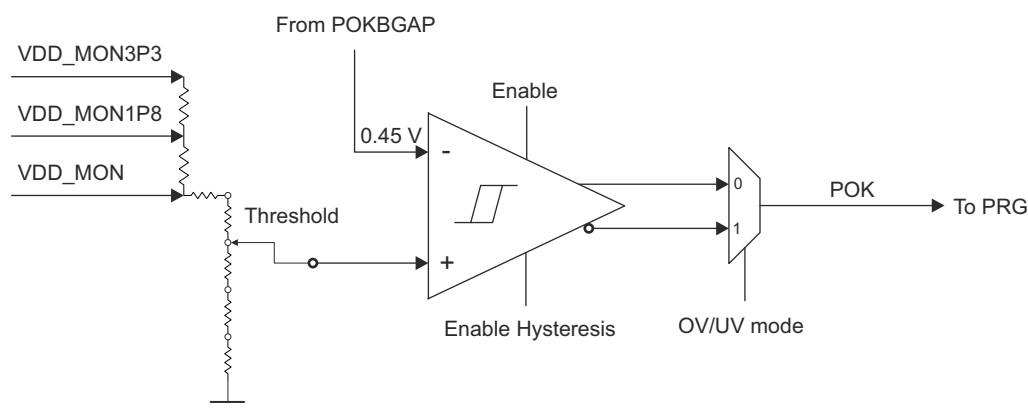 From POKBGAP
VDD_MON3P3
VDD_MON1P8
VDD_MON
Enable
0.45 V
-
+
Threshold
Enable Hysteresis
0
1
POK
To PRG
OV/UV mode